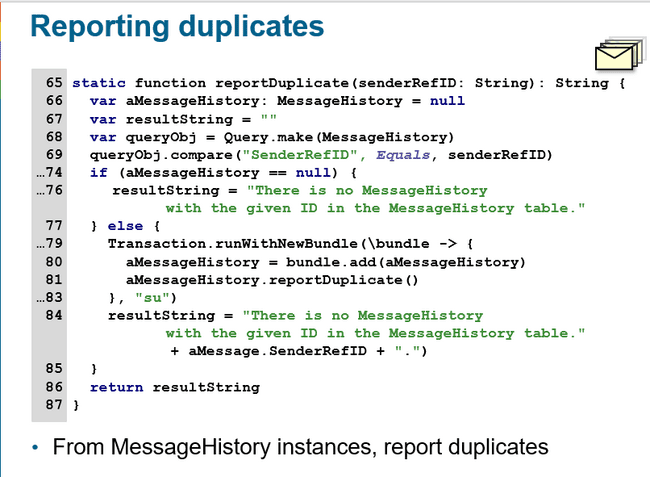 Reporting duplicates
65 static function reportDuplicate(senderRefID: String): String {
66 var aMessageHistory: MessageHistory = null
67 var resultString = ""
68 var queryObj = Query.make(MessageHistory)
69 queryObj.compare("SenderRefID", Equals, senderRefID)
…74 if (aMessageHistory == null) {
…76 resultString = "There is no MessageHistory
with the given ID in the MessageHistory table."
77 } else {
…79 Transaction.runWithNewBundle(\bundle -> {
80 aMessageHistory = bundle.add(aMessageHistory)
81 aMessageHistory.reportDuplicate()
…83 }, "su")
84 resultString = "There is no MessageHistory
with the given ID in the MessageHistory table."
+ aMessage.SenderRefID + ".")
85 }
86 return resultString
87 }
• From MessageHistory instances, report duplicates